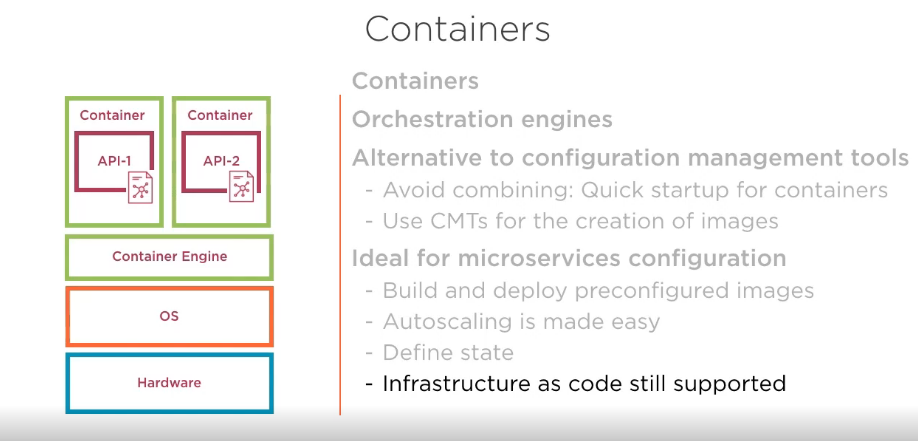 Containers
Container
Container
API-1
API-2
Container Engine
OS
Hardware
Containers
Orchestration engines
Alternative to configuration management tools
- Avoid combining: Quick startup for containers
- Use CMTs for the creation of images
Ideal for microservices configuration
- Build and deploy preconfigured images
- Autoscaling is made easy
- Define state
- Infrastructure as code still supported